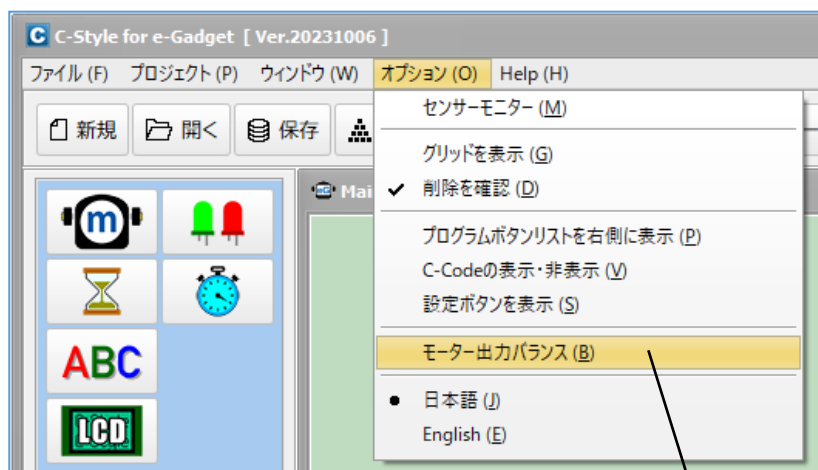 C-Style for e-Gadget [ Ver.20231006 ]
ファイル (F) プロジェクト (P) ウィンドウ (W) オプション (O) Help (H)
新規 開く 保存
センサーモニター (M)
グリッドを表示 (G)
削除を確認 (D)
プログラムボタンリストを右側に表示 (P)
C-Codeの表示・非表示 (V)
設定ボタンを表示 (S)
モーター出力バランス (B)
日本語 (J)
English (E)
Mai
m
ABC
LCD